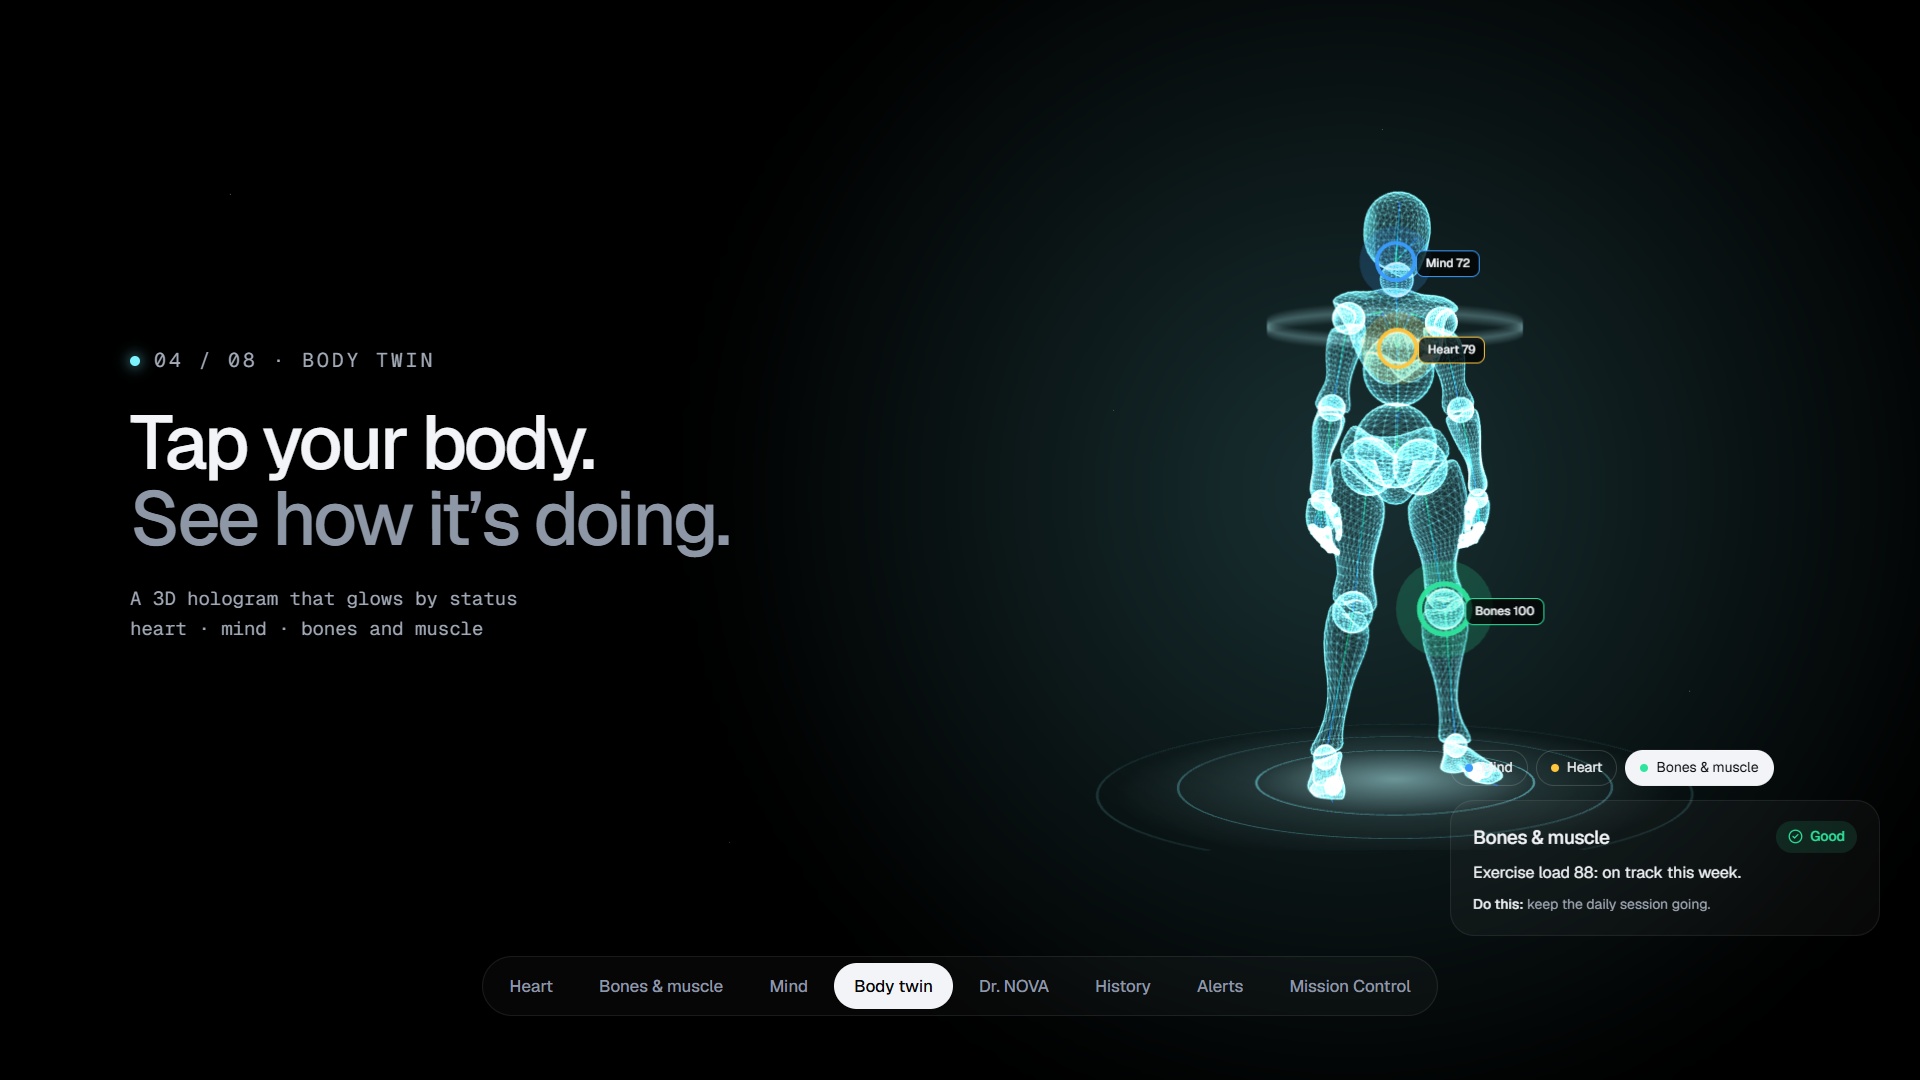 04 / 08 · BODY TWIN
Tap your body.
See how it’s doing.
A 3D hologram that glows by status
heart · mind · bones and muscle
Mind 72
Heart 79
Bones 100
Heart
Bones & muscle
Bones & muscle
Good
Exercise load 88: on track this week.
Do this: keep the daily session going.
Heart
Bones & muscle
Mind
Body twin
Dr. NOVA
History
Alerts
Mission Control